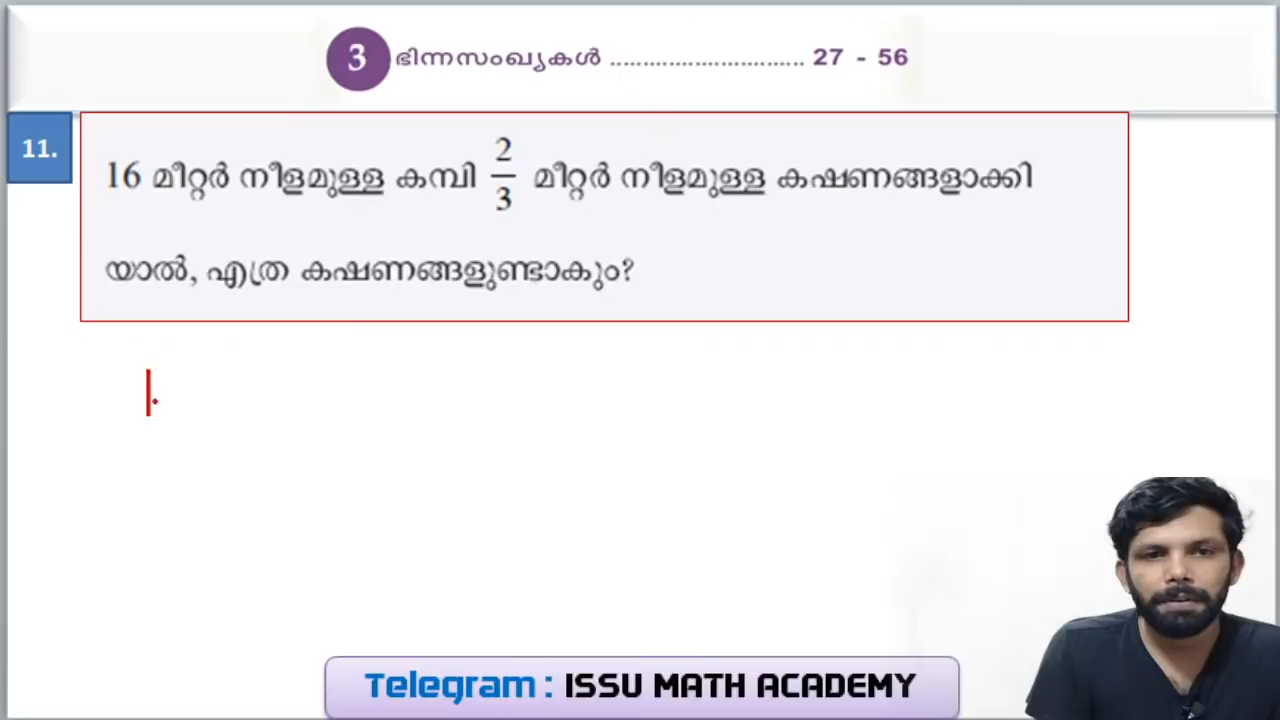 3 ഭിന്നസംഖ്യകൾ ............................. 27 - 56
11.
16 മീറ്റർ നീളമുള്ള കമ്പി 2/3 മീറ്റർ നീളമുള്ള കഷണങ്ങളാക്കി
യാൽ, എത്ര കഷണങ്ങളുണ്ടാകും?
Telegram : ISSU MATH ACADEMY